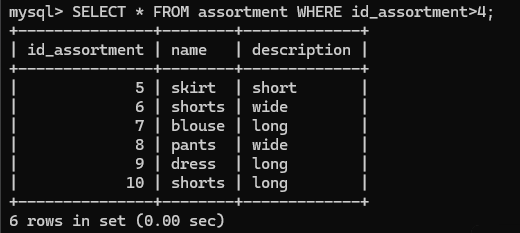 mysql> SELECT * FROM assortment WHERE id_assortment>4;
+---------------+--------+-------------+
| id_assortment | name   | description |
+---------------+--------+-------------+
|             5 | skirt  | short       |
|             6 | shorts | wide        |
|             7 | blouse | long        |
|             8 | pants  | wide        |
|             9 | dress  | long        |
|            10 | shorts | long        |
+---------------+--------+-------------+
6 rows in set (0.00 sec)